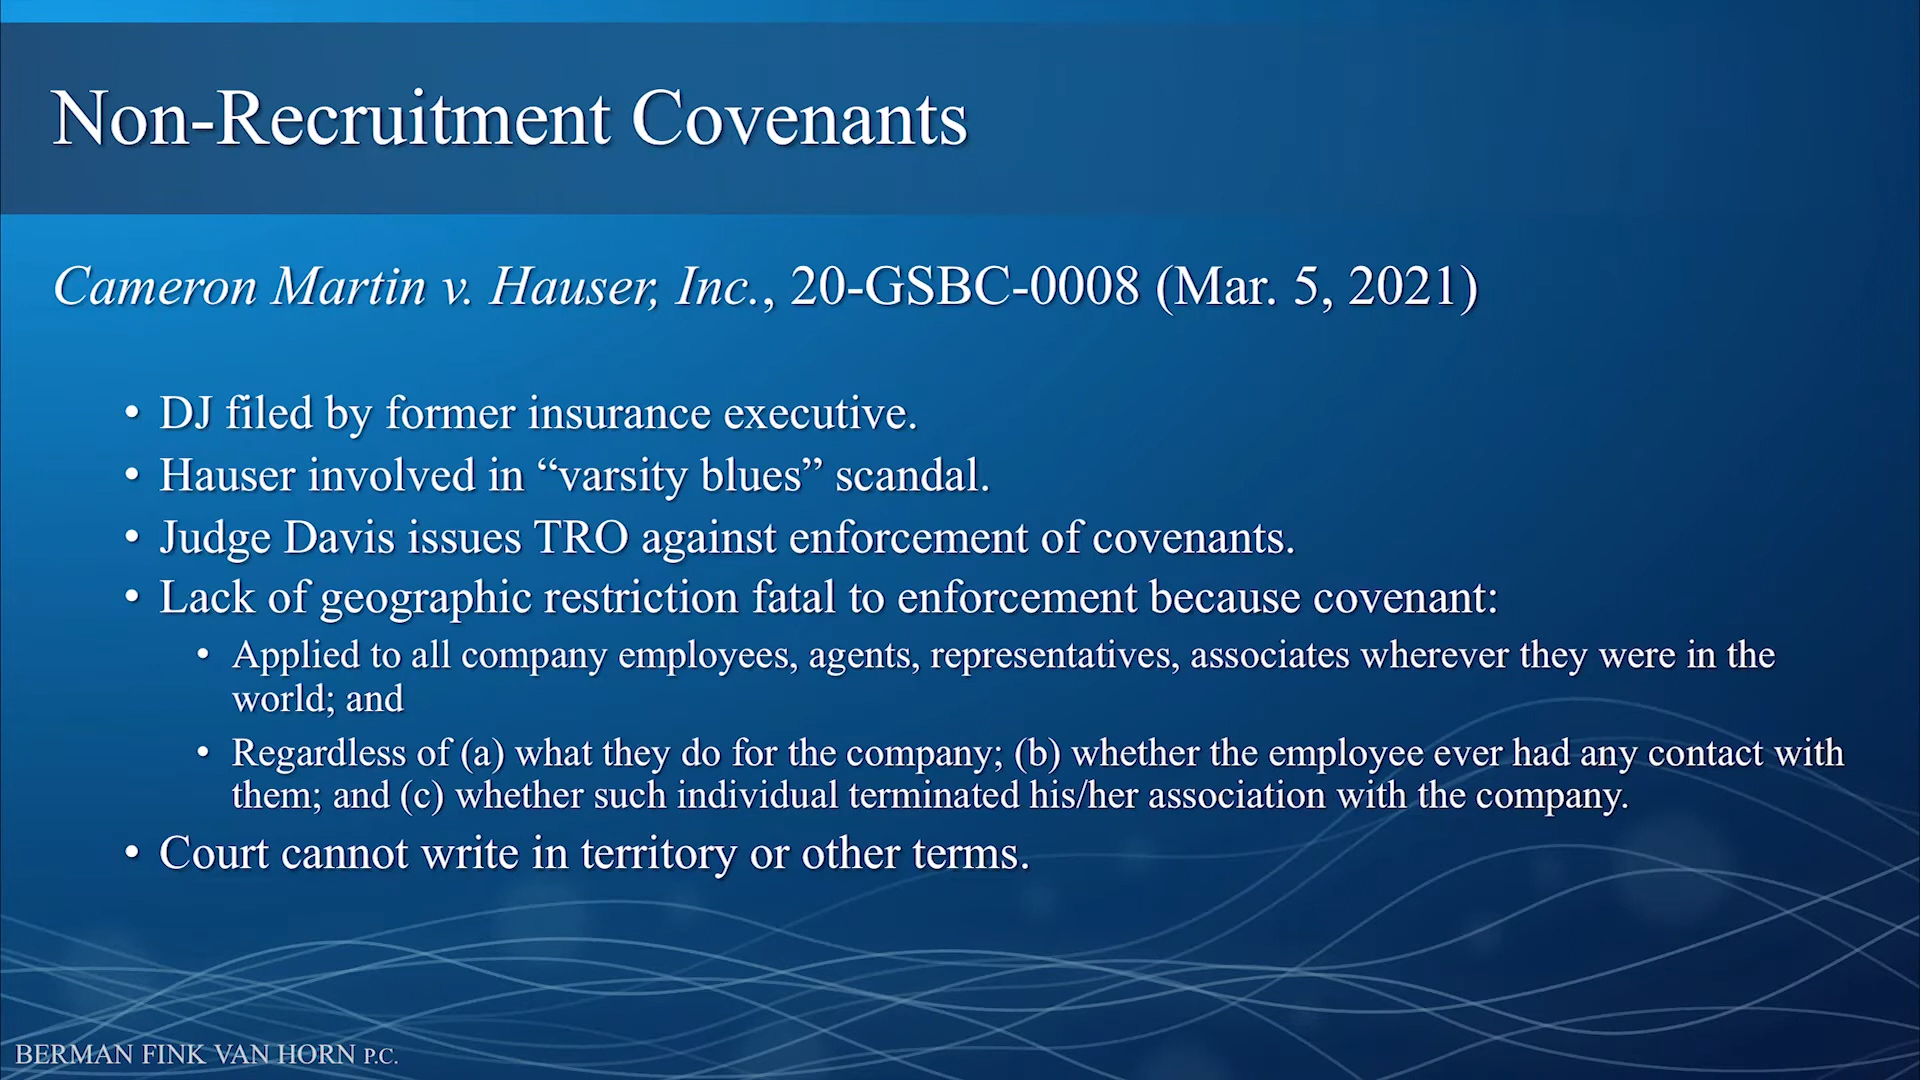 Non-Recruitment Covenants
Cameron Martin v. Hauser, Inc., 20-GSBC-0008 (Mar. 5, 2021)
• DJ filed by former insurance executive.
• Hauser involved in “varsity blues” scandal.
• Judge Davis issues TRO against enforcement of covenants.
• Lack of geographic restriction fatal to enforcement because covenant:
• Applied to all company employees, agents, representatives, associates wherever they were in the
world; and
• Regardless of (a) what they do for the company; (b) whether the employee ever had any contact with
them; and (c) whether such individual terminated his/her association with the company.
• Court cannot write in territory or other terms.
BERMAN FINK VAN HORN P.C.